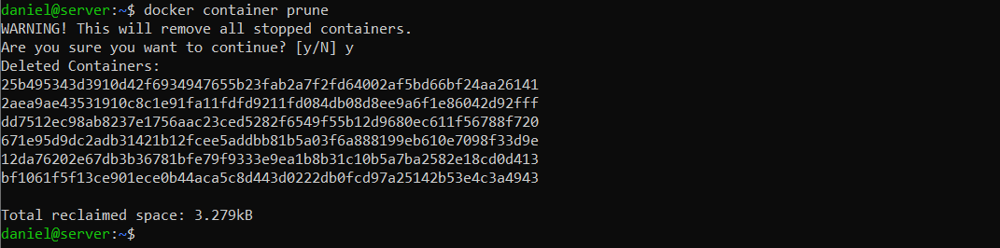 daniel@server:~$ docker container prune
WARNING! This will remove all stopped containers.
Are you sure you want to continue? [y/N] y
Deleted Containers:
25b495343d3910d42f6934947655b23fab2a7f2fd64002af5bd66bf24aa26141
2aea9ae43531910c8c1e91fa11fdfd9211fd084db08d8ee9a6f1e86042d92fff
dd7512ec98ab8237e1756aac23ced5282f6549f55b12d9680ec611f56788f720
671e95d9dc2adb31421b12fcee5addbb81b5a03f6a888199eb610e7098f33d9e
12da76202e67db3b36781bfe79f9333e9ea1b8b31c10b5a7ba2582e18cd0d413
bf1061f5f13ce901ece0b44aca5c8d443d0222db0fcd97a25142b53e4c3a4943
Total reclaimed space: 3.279kB
daniel@server:~$